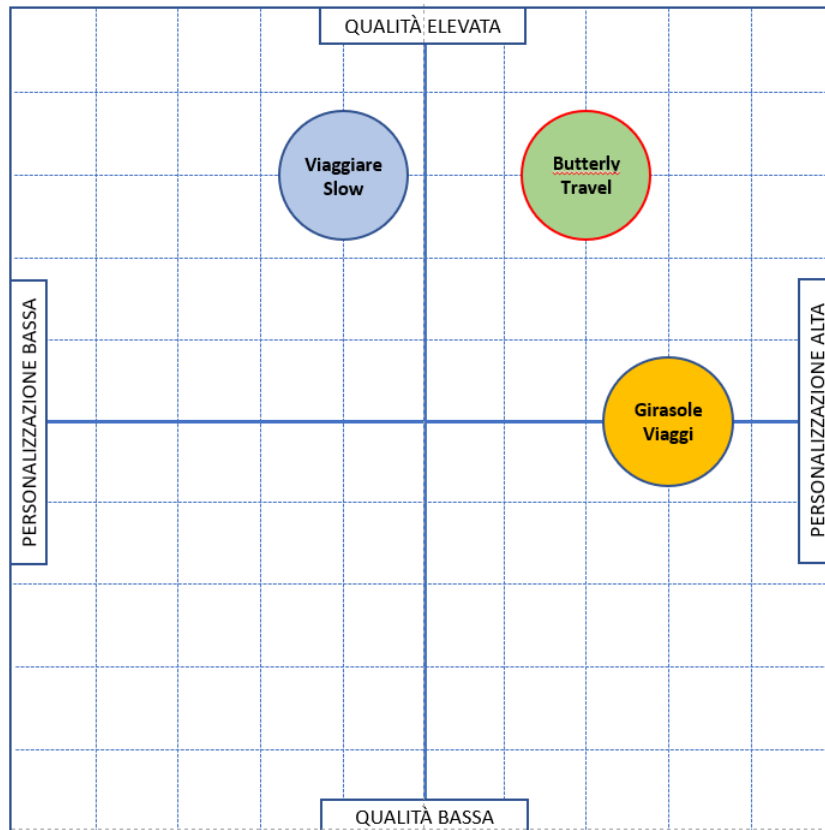 QUALITÀ ELEVATA
Viaggiare
Slow
Butterly
Travel
PERSONALIZZAZIONE BASSA
PERSONALIZZAZIONE ALTA
Girasole
Viaggi
QUALITÀ BASSA